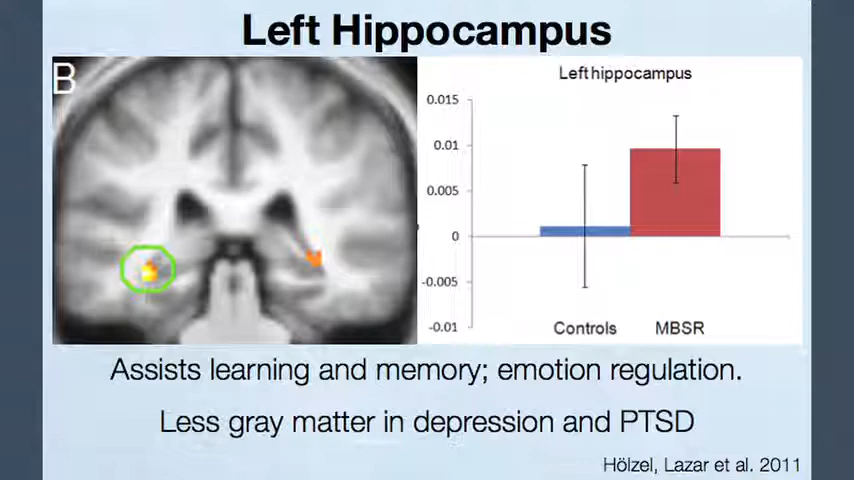 Left Hippocampus
B
Left hippocampus
0.015
0.01
0.005
0
-0.005
-0.01
Controls MBSR
Assists learning and memory; emotion regulation.
Less gray matter in depression and PTSD
Hölzel, Lazar et al. 2011